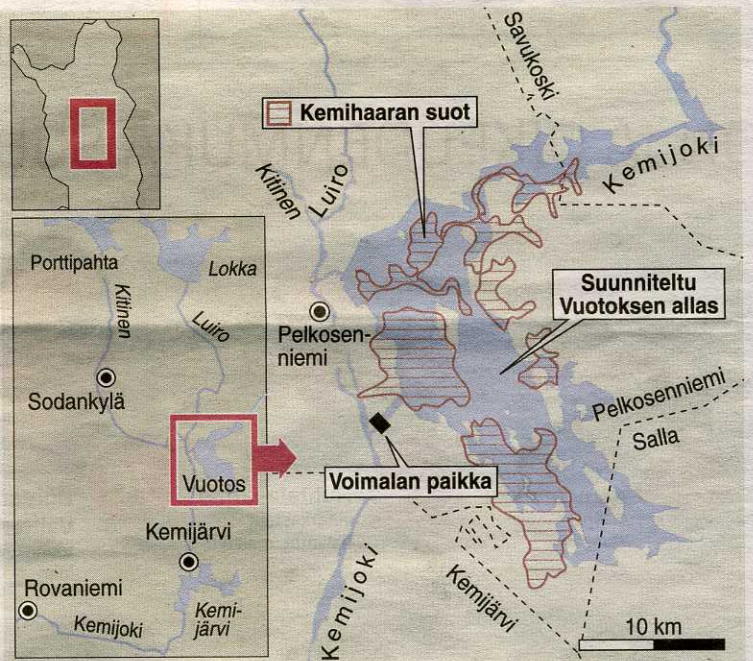 Savukoski
Kemijoki
Kemihaaran suot
Kitinen
Luiro
Suunniteltu
Vuotoksen allas
Pelkosen-
niemi
Pelkosenniemi
Salla
Voimalan paikka
Kemijoki
Kemijärvi
10 km
Porttipahta
Lokka
Kitinen
Luiro
Sodankylä
Vuotos
Kemijärvi
Rovaniemi
Kemijoki
Kemi-
järvi